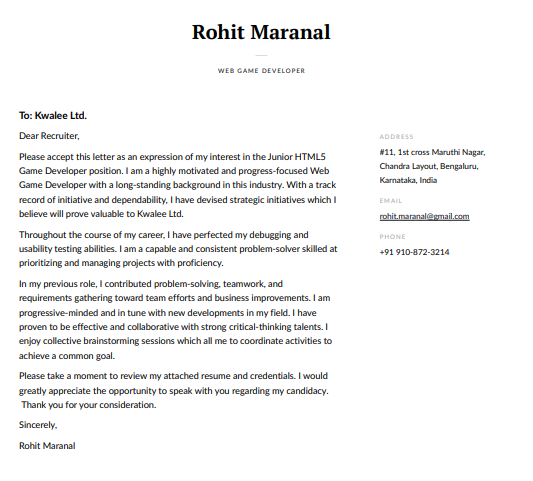 Rohit Maranal
WEB GAME DEVELOPER
To: Kwalee Ltd.
Dear Recruiter,
Please accept this letter as an expression of my interest in the Junior HTML5
Game Developer position. I am a highly motivated and progress-focused Web
Game Developer with a long-standing background in this industry. With a track
record of initiative and dependability, I have devised strategic initiatives which I
believe will prove valuable to Kwalee Ltd.
Throughout the course of my career, I have perfected my debugging and
usability testing abilities. I am a capable and consistent problem-solver skilled at
prioritizing and managing projects with proficiency.
In my previous role, I contributed problem-solving, teamwork, and
requirements gathering toward team efforts and business improvements. I am
progressive-minded and in tune with new developments in my field. I have
proven to be effective and collaborative with strong critical-thinking talents. I
enjoy collective brainstorming sessions which all me to coordinate activities to
achieve a common goal.
Please take a moment to review my attached resume and credentials. I would
greatly appreciate the opportunity to speak with you regarding my candidacy.
Thank you for your consideration.
Sincerely,
Rohit Maranal
ADDRESS
#11, 1st cross Maruthi Nagar,
Chandra Layout, Bengaluru,
Karnataka, India
EMAIL
rohit.maranal@gmail.com
PHONE
+91 910-872-3214